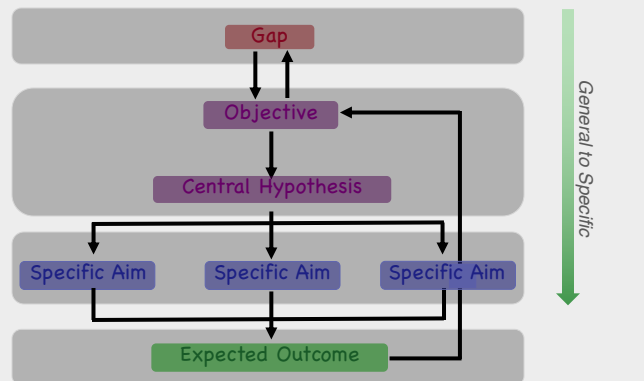 Gap
Objective
Central Hypothesis
Specific Aim
Specific Aim
Specific Aim
Expected Outcome
General to Specific